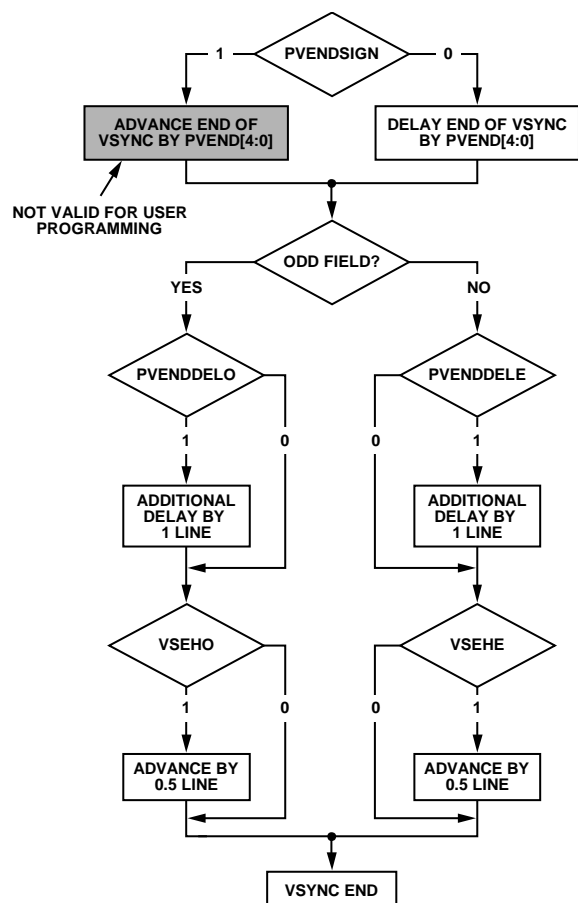 PVENDSIGN
1
0
ADVANCE END OF
VSYNC BY PVEND[4:0]
DELAY END OF VSYNC
BY PVEND[4:0]
NOT VALID FOR USER
PROGRAMMING
ODD FIELD?
YES
NO
PVENDDELO
PVENDDELE
1
0
0
1
ADDITIONAL
DELAY BY
1 LINE
ADDITIONAL
DELAY BY
1 LINE
VSEHO
VSEHE
1
0
0
1
ADVANCE BY
0.5 LINE
ADVANCE BY
0.5 LINE
VSYNC END